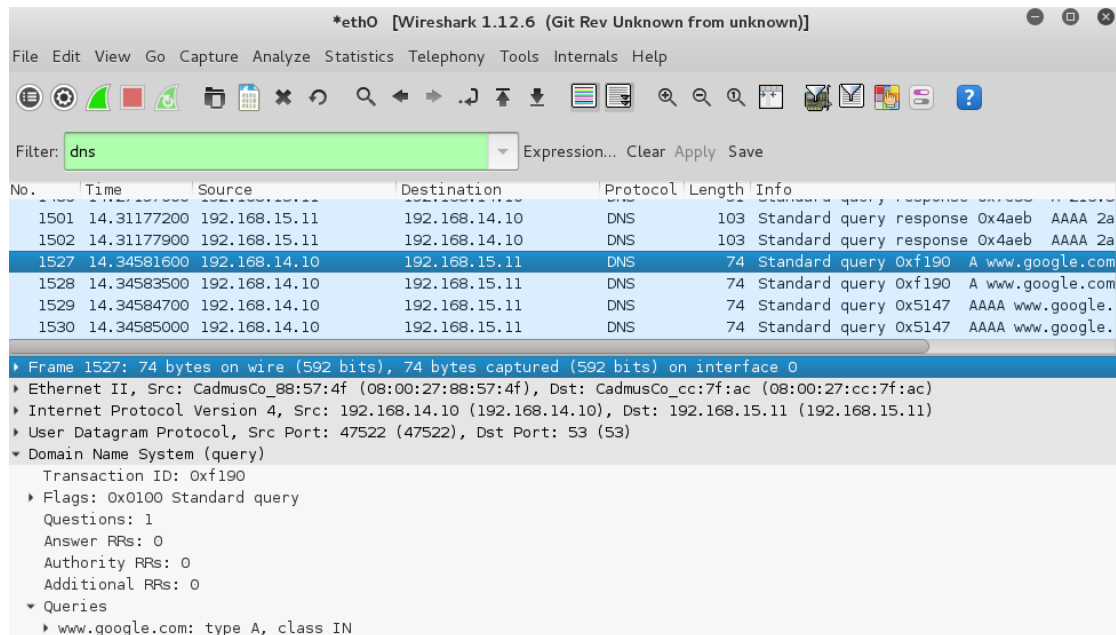 *eth0 [Wireshark 1.12.6 (Git Rev Unknown from unknown)]
File Edit View Go Capture Analyze Statistics Telephony Tools Internals Help
Filter: dns Expression... Clear Apply Save
No. Time Source Destination Protocol Length Info
1501 14.31177200 192.168.15.11 192.168.14.10 DNS 103 Standard query response 0x4aeb AAAA 2a
1502 14.31177900 192.168.15.11 192.168.14.10 DNS 103 Standard query response 0x4aeb AAAA 2a
1527 14.34581600 192.168.14.10 192.168.15.11 DNS 74 Standard query 0xf190 A www.google.com
1528 14.34583500 192.168.14.10 192.168.15.11 DNS 74 Standard query 0xf190 A www.google.com
1529 14.34584700 192.168.14.10 192.168.15.11 DNS 74 Standard query 0x5147 AAAA www.google.
1530 14.34585000 192.168.14.10 192.168.15.11 DNS 74 Standard query 0x5147 AAAA www.google.
Frame 1527: 74 bytes on wire (592 bits), 74 bytes captured (592 bits) on interface 0
Ethernet II, Src: CadmusCo_88:57:4f (08:00:27:88:57:4f), Dst: CadmusCo_cc:7f:ac (08:00:27:cc:7f:ac)
Internet Protocol Version 4, Src: 192.168.14.10 (192.168.14.10), Dst: 192.168.15.11 (192.168.15.11)
User Datagram Protocol, Src Port: 47522 (47522), Dst Port: 53 (53)
Domain Name System (query)
Transaction ID: 0xf190
Flags: 0x0100 Standard query
Questions: 1
Answer RRs: 0
Authority RRs: 0
Additional RRs: 0
Queries
www.google.com: type A, class IN